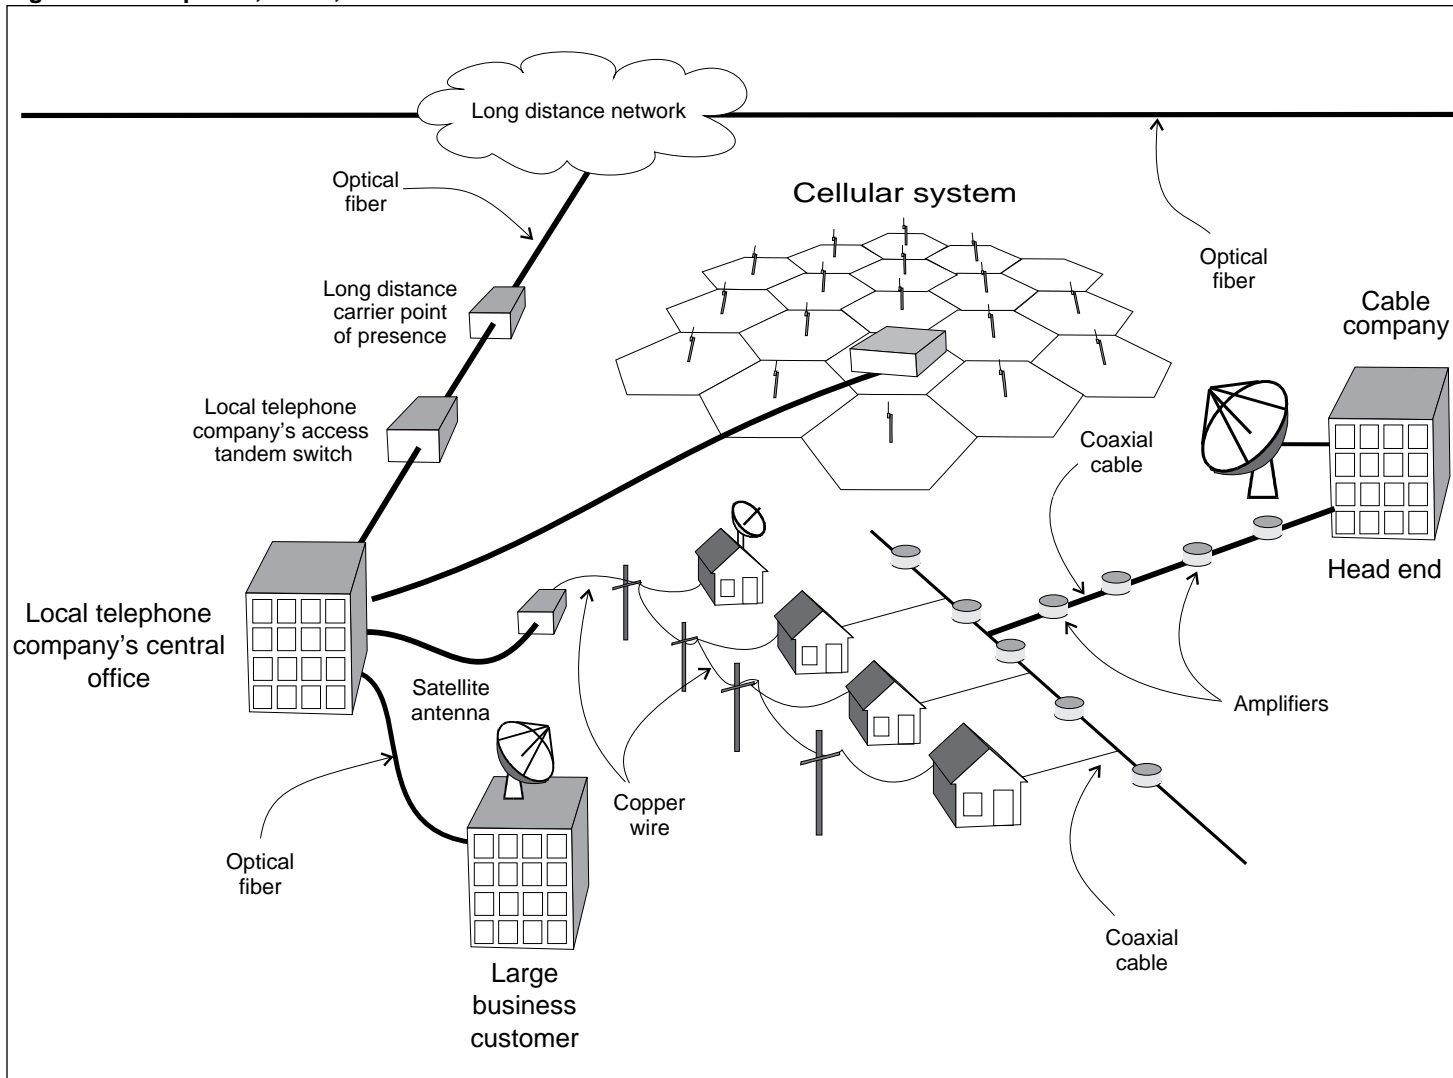 Long distance network
Optical
fiber
Cellular system
Optical
fiber
Long distance
carrier point
of presence
Cable
company
Local telephone
company's access
tandem switch
Coaxial
cable
Head end
Local telephone
company's central
office
Satellite
antenna
Amplifiers
Copper
wire
Optical
fiber
Coaxial
cable
Large
business
customer